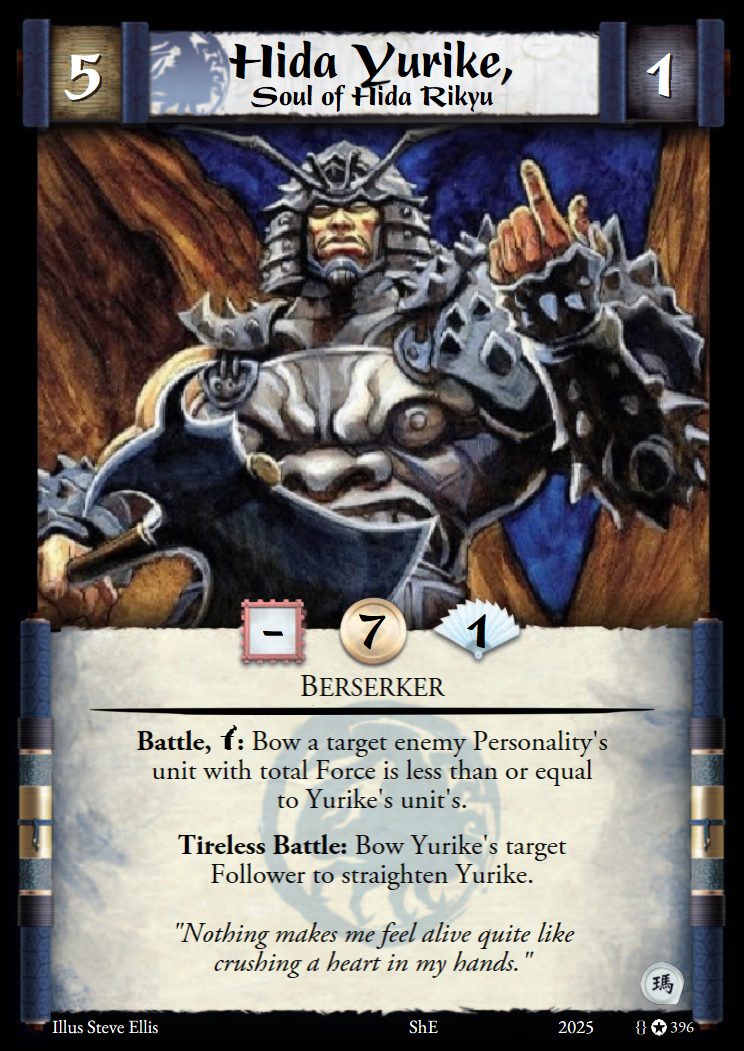 5
Hida Yurike,
1
Soul of Hida Rikyu
-
7
1
BERSERKER
Battle, : Bow a target enemy Personality's
unit with total Force is less than or equal
to Yurike's unit's.
Tireless Battle: Bow Yurike's target
Follower to straighten Yurike.
"Nothing makes me feel alive quite like
crushing a heart in my hands."
瑪
Illus Steve Ellis ShE 2025 {} 396